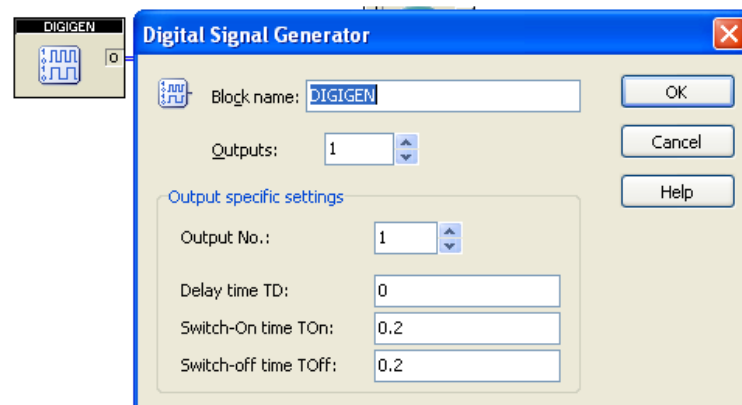 DIGIGEN
0
Digital Signal Generator
Block name: DIGIGEN
OK
Outputs: 1
Cancel
Output specific settings
Help
Output No.: 1
Delay time TD: 0
Switch-On time TOn: 0.2
Switch-off time TOff: 0.2